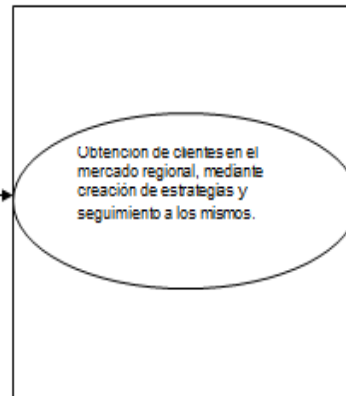 Obtencion de clientes en el
mercado regional, mediante
creación de estrategias y
seguimiento a los mismos.